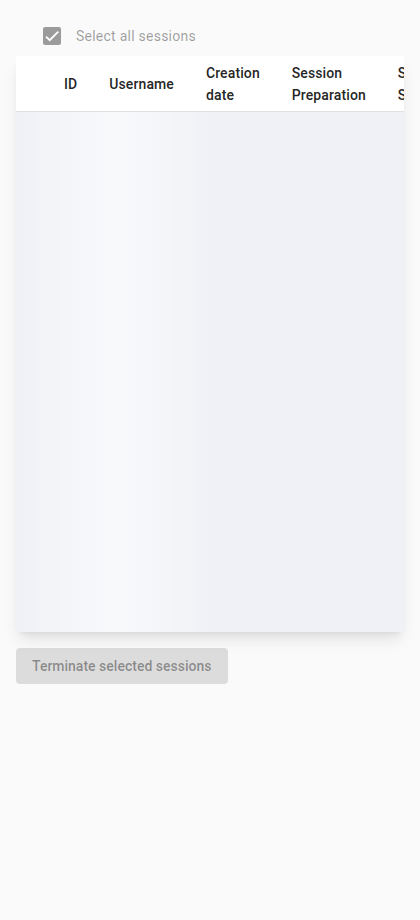 Select all sessions
ID Username Creation date Session Preparation
Terminate selected sessions